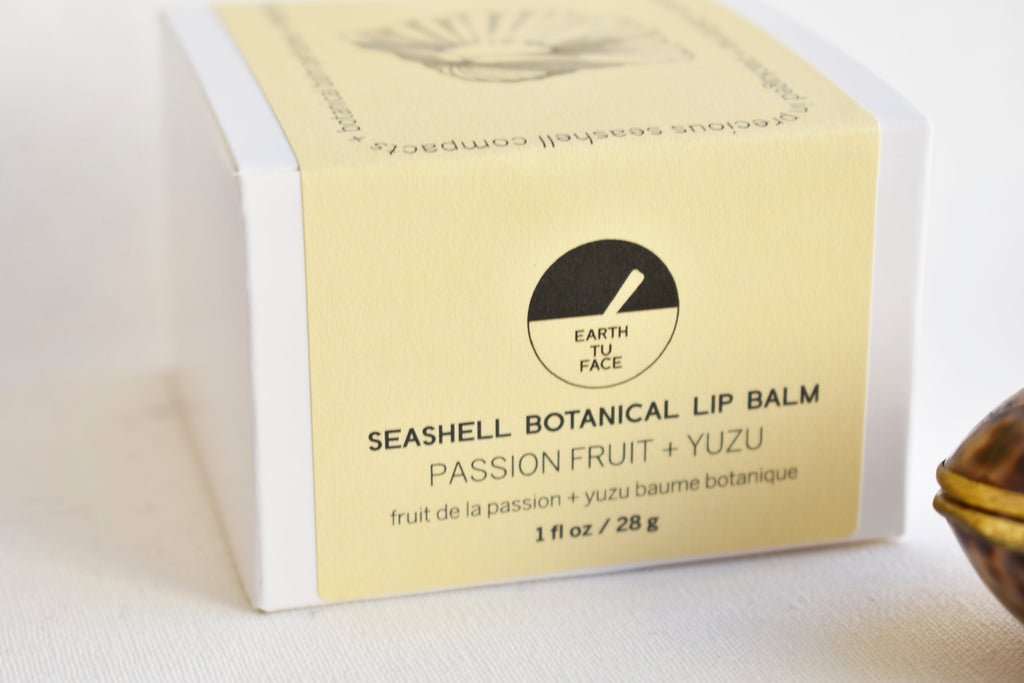 precious seashell compacts + botanical
EARTH
TU
FACE
SEASHELL BOTANICAL LIP BALM
PASSION FRUIT + YUZU
fruit de la passion + yuzu baume botanique
1 fl oz / 28 g